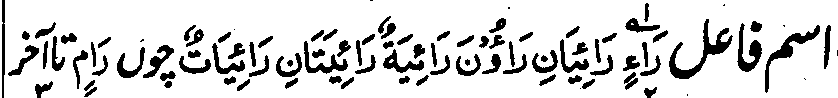 اسم فاعل رَاءٍ رَائِيَانِ رَاؤُنَ رَائِيَةٌ رَائِيَتَانِ رَائِيَاتٌ چوں رَامٍ تا آخر